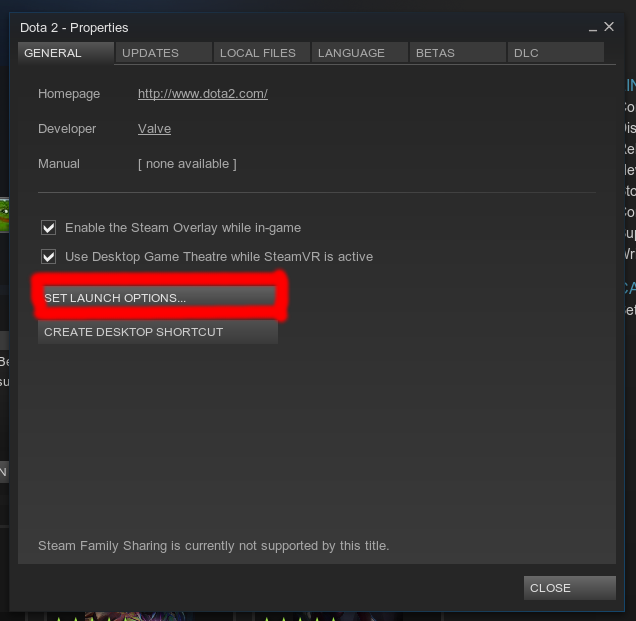 Dota 2 - Properties
GENERAL UPDATES LOCAL FILES LANGUAGE BETAS DLC
Homepage http://www.dota2.com/
Developer Valve
Manual [ none available ]
Enable the Steam Overlay while in-game
Use Desktop Game Theatre while SteamVR is active
SET LAUNCH OPTIONS...
CREATE DESKTOP SHORTCUT
Steam Family Sharing is currently not supported by this title.
CLOSE